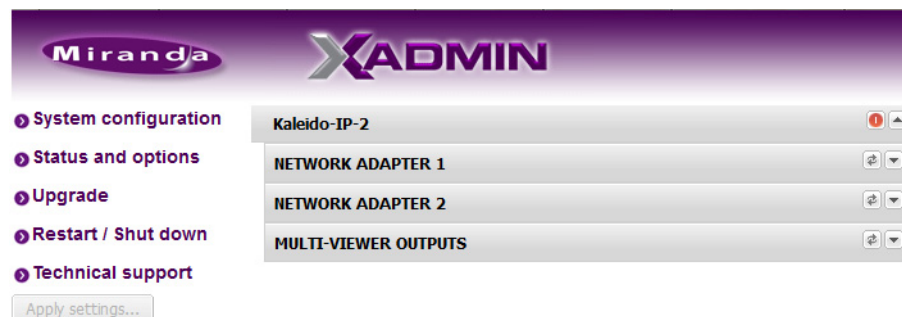 Miranda
XADMIN
System configuration
Status and options
Upgrade
Restart / Shut down
Technical support
Apply settings...
Kaleido-IP-2
NETWORK ADAPTER 1
NETWORK ADAPTER 2
MULTI-VIEWER OUTPUTS